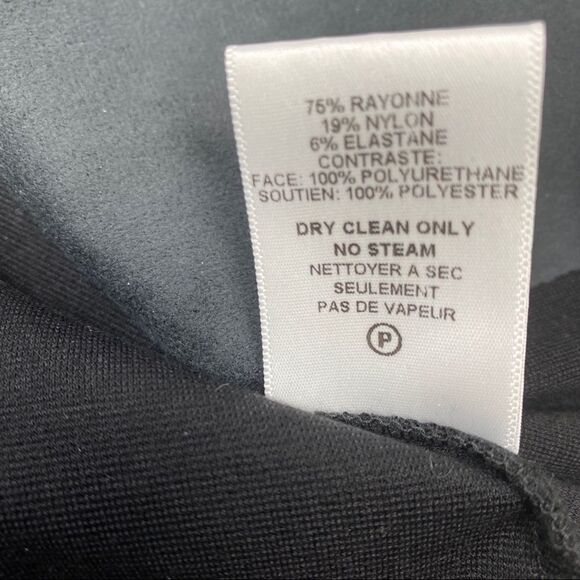 75% RAYONNE
19% NYLON
6% ELASTANE
CONTRASTE:
FACE: 100% POLYURETHANE
SOUTIEN: 100% POLYESTER
DRY CLEAN ONLY
NO STEAM
NETTOYER A SEC
SEULEMENT
PAS DE VAPEUR
P